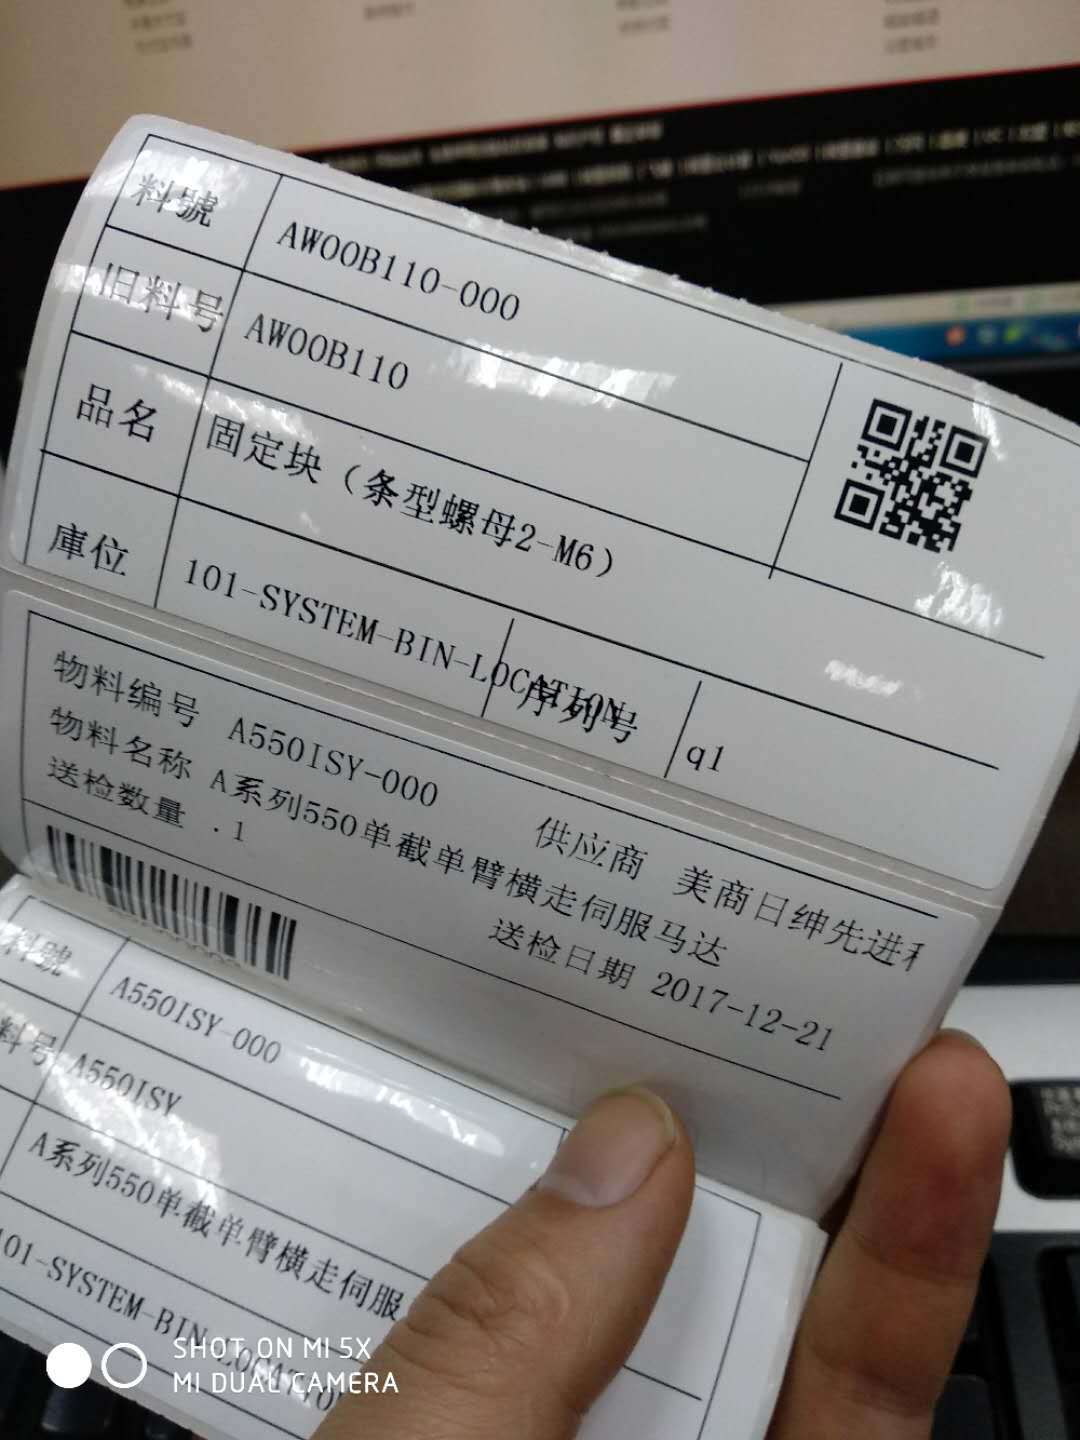 料號 AW00B110-000
旧料号 AW00B110
品名 固定块（条型螺母2-M6）
庫位 101-SYSTEM-BIN-LOCATION 序列号 q1
物料编号 A550ISY-000 供应商 美商日绅先进科
物料名称 A系列550单截单臂横走伺服马达
送检数量 .1 送检日期 2017-12-21
料號 A550ISY-000
料号 A550ISY
A系列550单截单臂横走伺服
101-SYSTEM-BIN-LOCATION
SHOT ON MI 5X
MI DUAL CAMERA